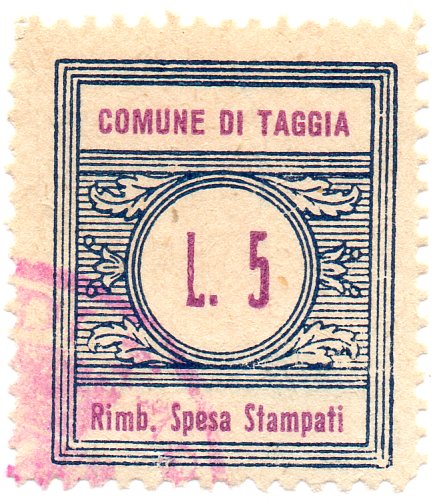 COMUNE DI TAGGIA
L. 5
Rimb. Spesa Stampati